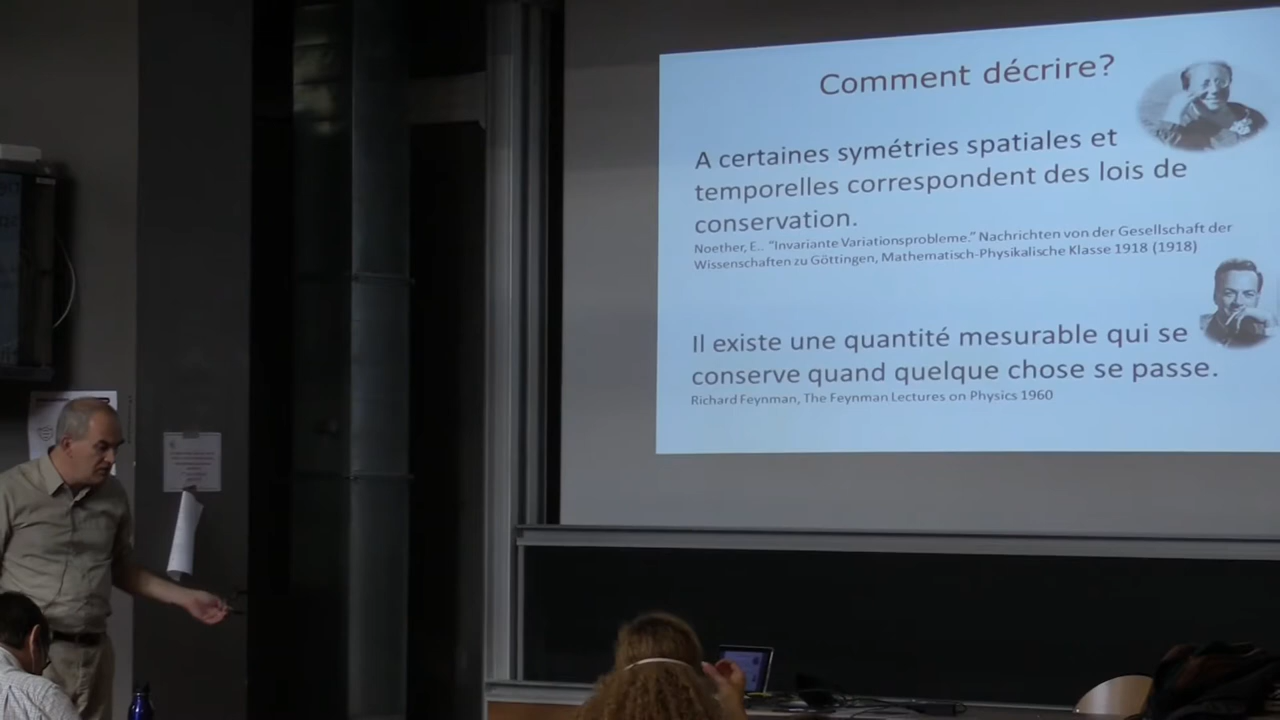 Comment décrire?
A certaines symétries spatiales et
temporelles correspondent des lois de
conservation.
Noether, E.. "Invariante Variationsprobleme." Nachrichten von der Gesellschaft der
Wissenschaften zu Göttingen, Mathematisch-Physikalische Klasse 1918 (1918)
Il existe une quantité mesurable qui se
conserve quand quelque chose se passe.
Richard Feynman, The Feynman Lectures on Physics 1960